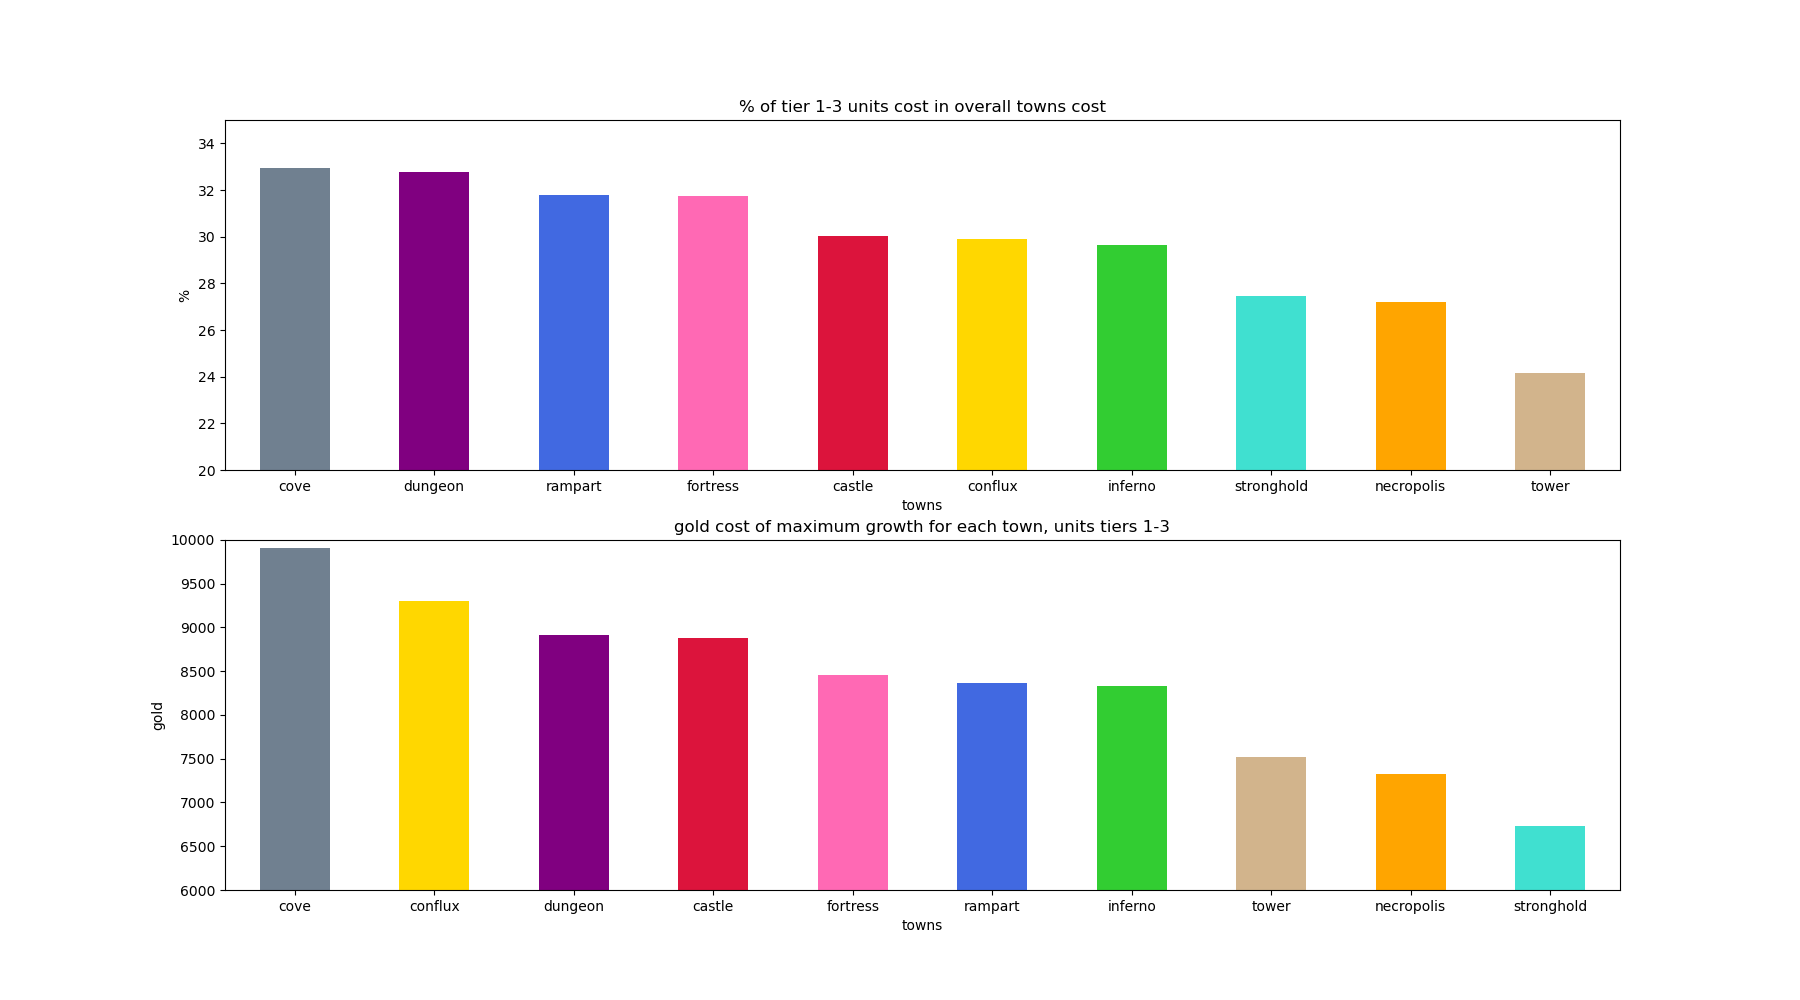 % of tier 1-3 units cost in overall towns cost
34
32
30
28
26
24
22
20
%
cove dungeon rampart fortress castle conflux inferno stronghold necropolis tower
towns
gold cost of maximum growth for each town, units tiers 1-3
10000
9500
9000
8500
8000
7500
7000
6500
6000
gold
cove conflux dungeon castle fortress rampart inferno tower necropolis stronghold
towns